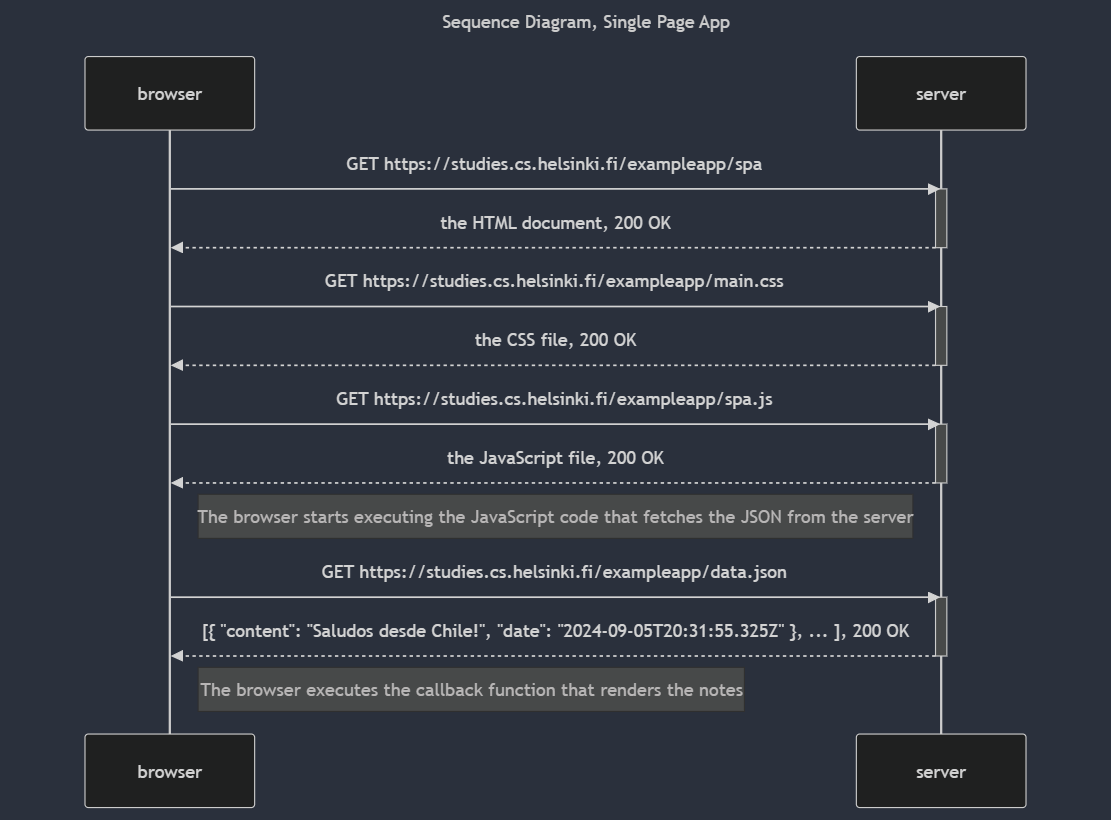 Sequence Diagram, Single Page App
browser
server
GET https://studies.cs.helsinki.fi/exampleapp/spa
the HTML document, 200 OK
GET https://studies.cs.helsinki.fi/exampleapp/main.css
the CSS file, 200 OK
GET https://studies.cs.helsinki.fi/exampleapp/spa.js
the JavaScript file, 200 OK
The browser starts executing the JavaScript code that fetches the JSON from the server
GET https://studies.cs.helsinki.fi/exampleapp/data.json
[{ "content": "Saludos desde Chile!", "date": "2024-09-05T20:31:55.325Z" }, ... ], 200 OK
The browser executes the callback function that renders the notes
browser
server